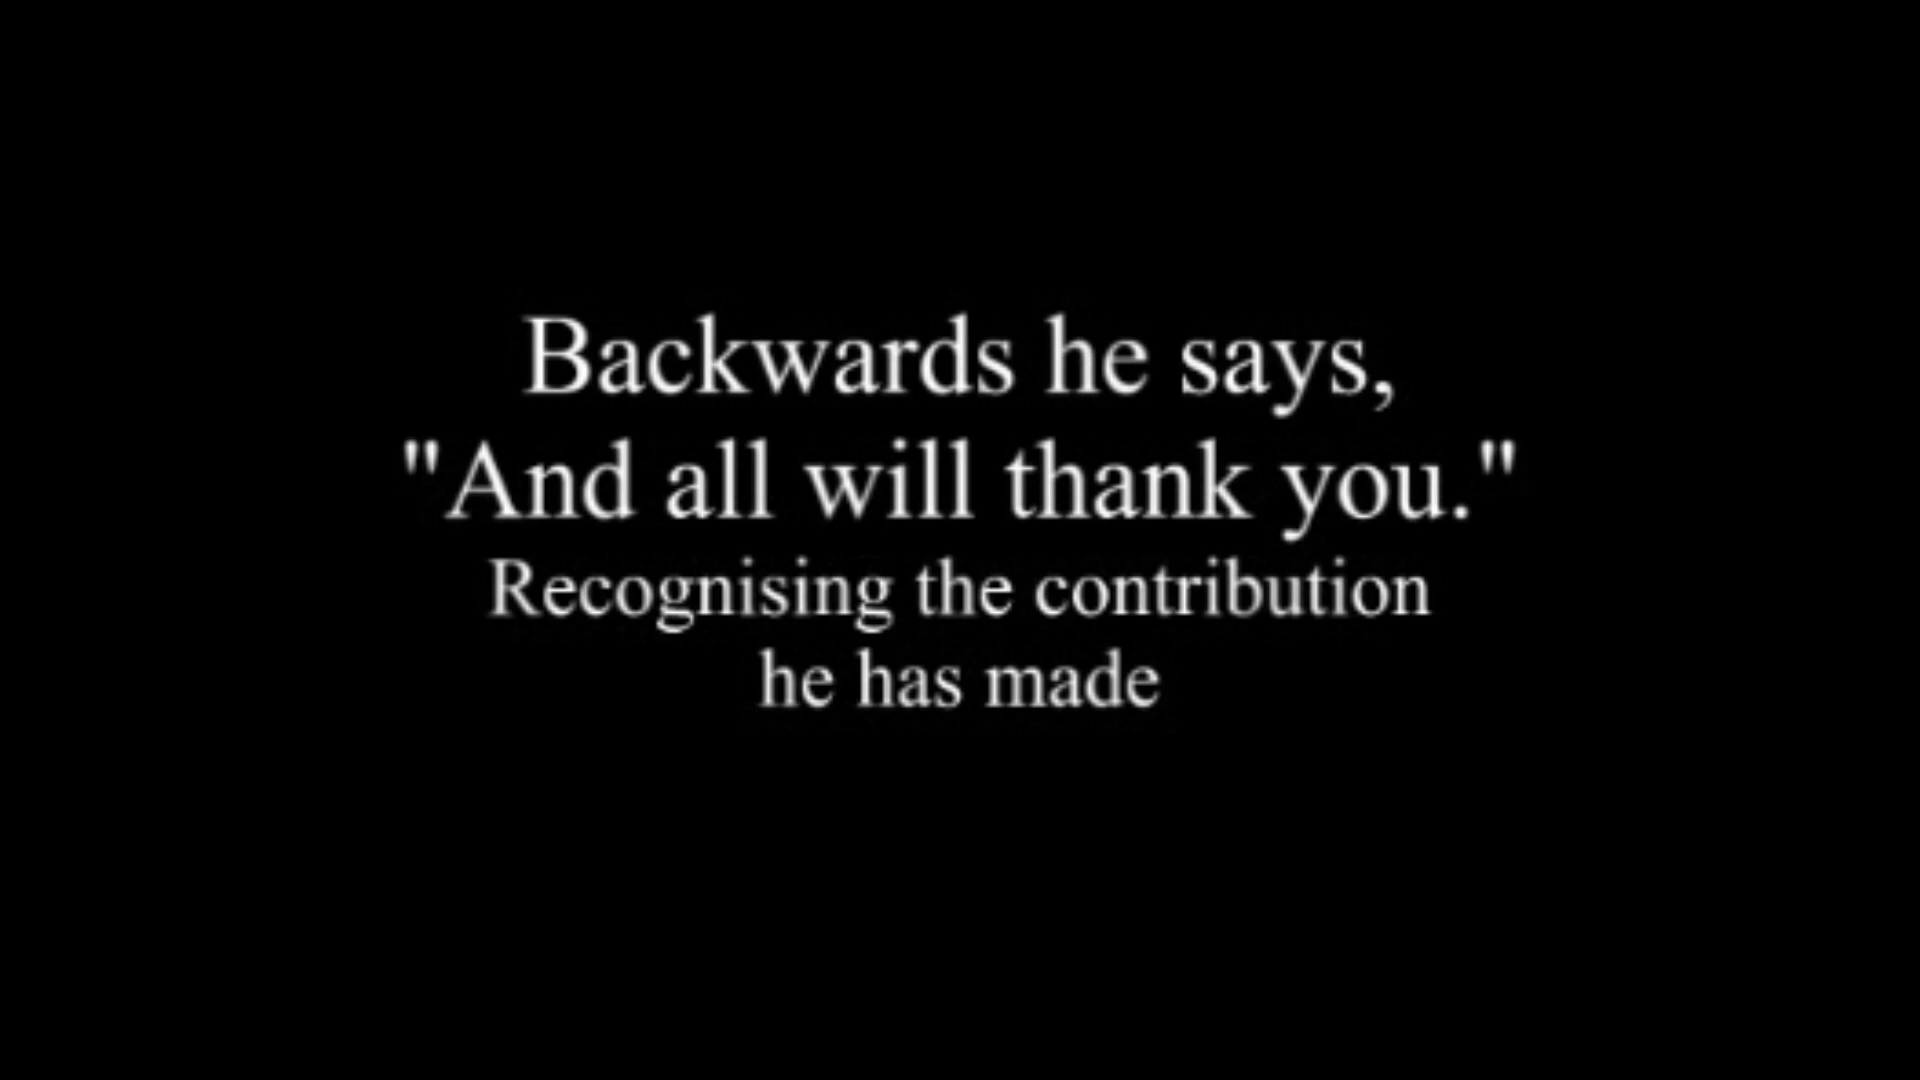 Backwards he says,
"And all will thank you."
Recognising the contribution
he has made